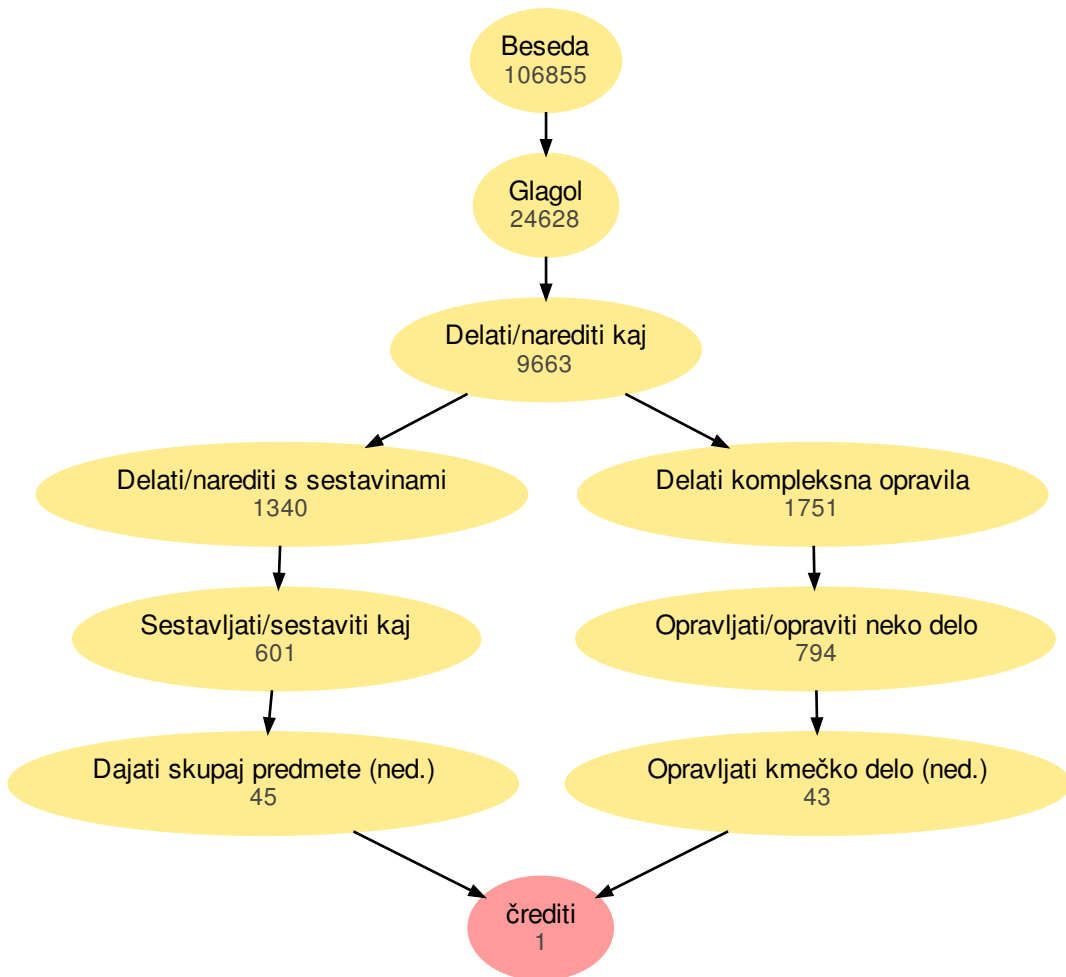 Beseda
106855
Glagol
24628
Delati/narediti kaj
9663
Delati/narediti s sestavinami
1340
Delati kompleksna opravila
1751
Sestavljati/sestaviti kaj
601
Opravljati/opraviti neko delo
794
Dajati skupaj predmete (ned.)
45
Opravljati kmečko delo (ned.)
43
črediti
1